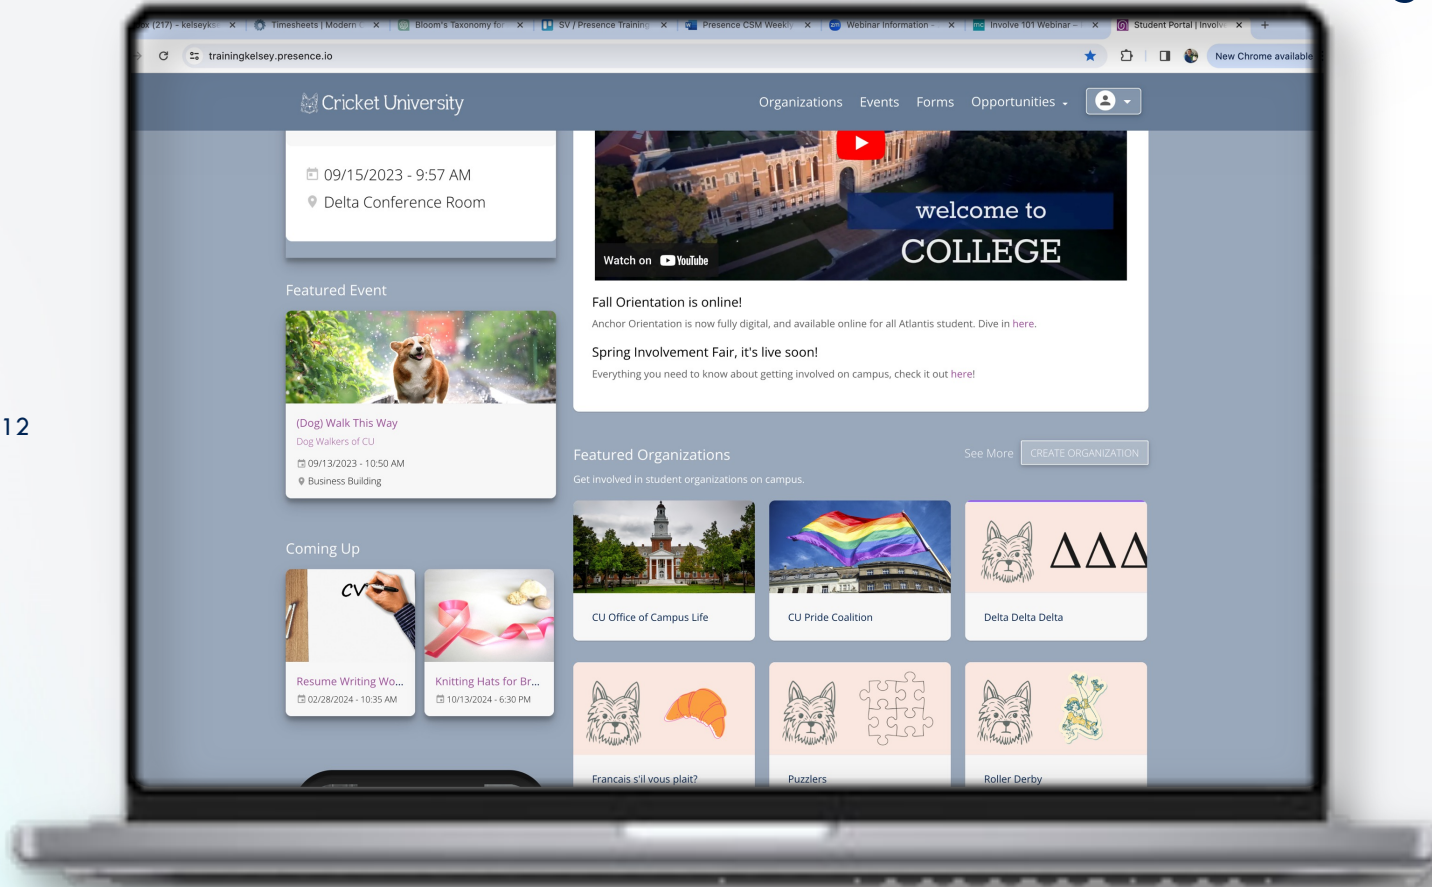 (217) - kelseyks
Timesheets | Modern
Bloom's Taxonomy for
SV / Presence Training
Presence CSM Weekly
Webinar Information -
Involve 101 Webinar -
Student Portal | Involv
trainingkelsey.presence.io
New Chrome available
Cricket University
Organizations
Events
Forms
Opportunities
09/15/2023 - 9:57 AM
Delta Conference Room
welcome to
COLLEGE
Watch on YouTube
Featured Event
Fall Orientation is online!
Anchor Orientation is now fully digital, and available online for all Atlantis student. Dive in here.
Spring Involvement Fair, it's live soon!
Everything you need to know about getting involved on campus, check it out here!
(Dog) Walk This Way
Dog Walkers of CU
09/13/2023 - 10:50 AM
Business Building
12
Featured Organizations
See More
CREATE ORGANIZATION
Get involved in student organizations on campus.
Coming Up
CV
ΔΔΔ
CU Office of Campus Life
CU Pride Coalition
Delta Delta Delta
Resume Writing Wo...
02/28/2024 - 10:35 AM
Knitting Hats for Br...
10/13/2024 - 6:30 PM
Francais s'il vous plait?
Puzzlers
Roller Derby